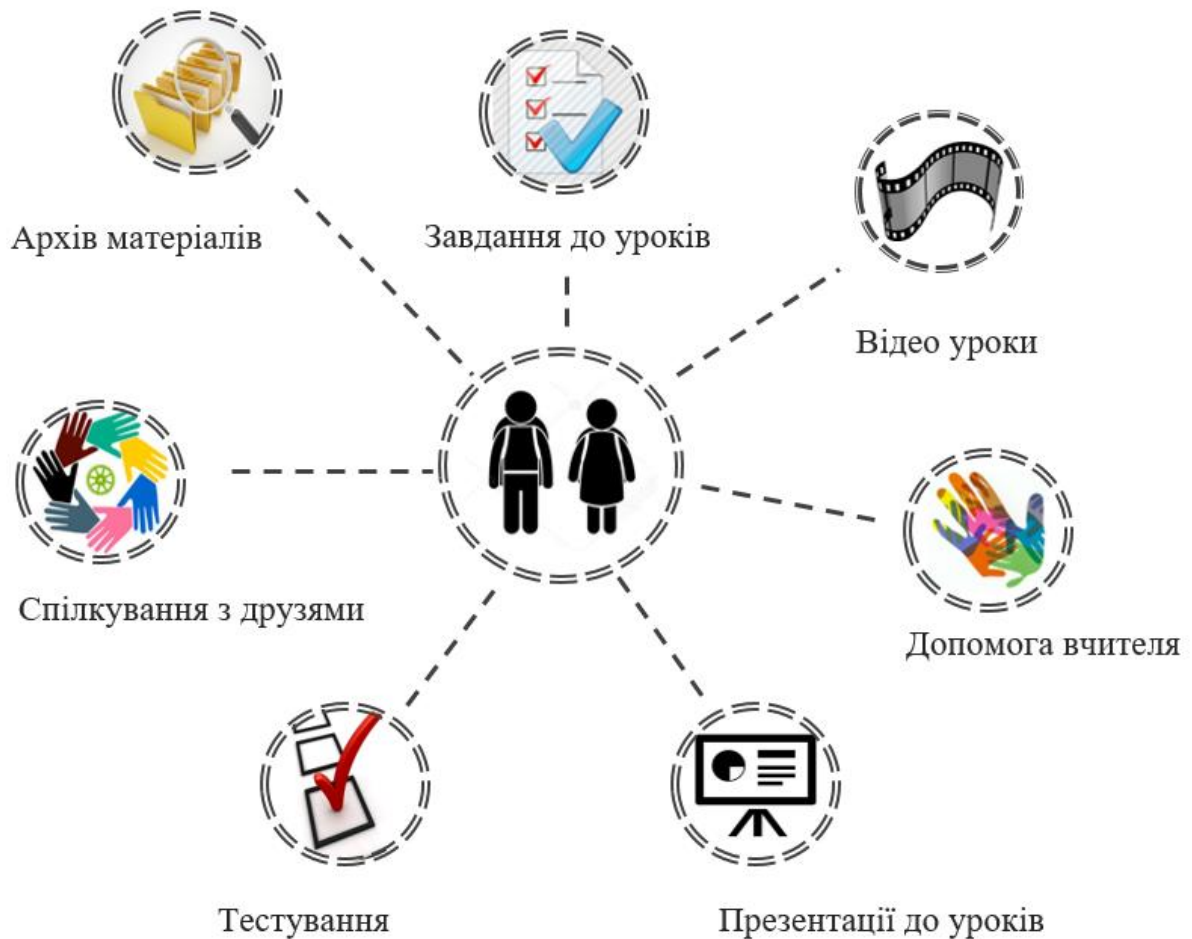 Архів матеріалів
Завдання до уроків
Відео уроки
Спілкування з друзями
Допомога вчителя
Тестування
Презентації до уроків